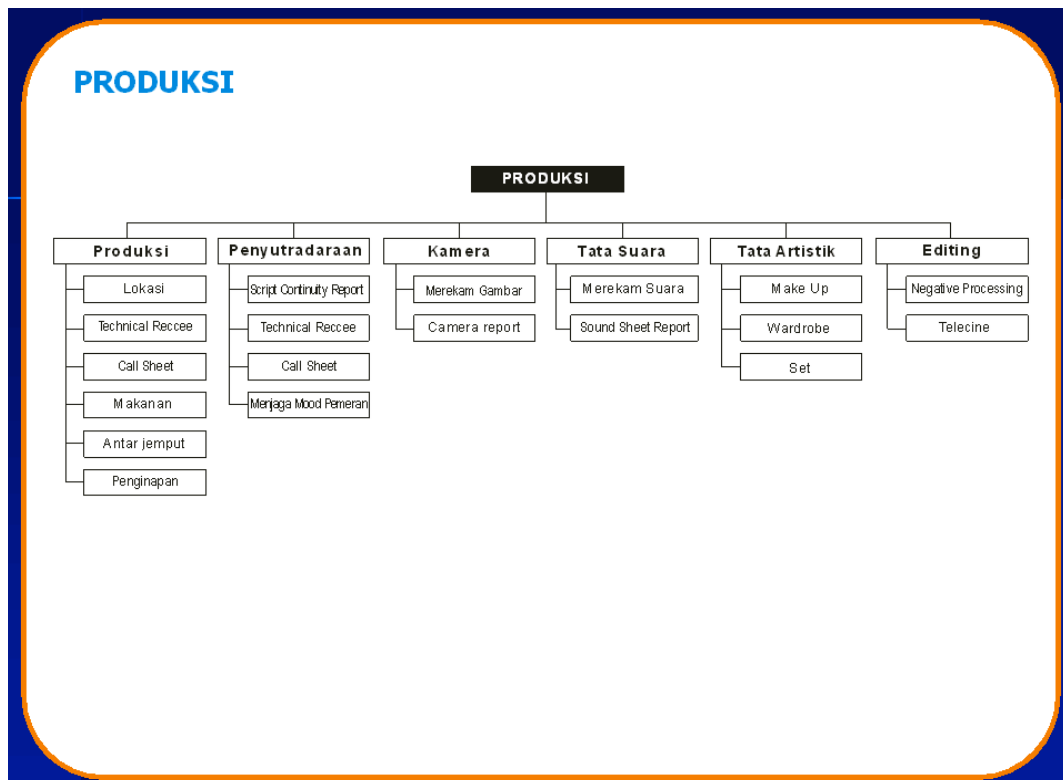 PRODUKSI
PRODUKSI
Produksi
Lokasi
Technical Reccee
Call Sheet
Makanan
Antar jemput
Penginapan
Penyutradaraan
Script Continuity Report
Technical Reccee
Call Sheet
Menjaga Mood Pemeran
Kamera
Merekam Gambar
Camera report
Tata Suara
Merekam Suara
Sound Sheet Report
Tata Artistik
Make Up
Wardrobe
Set
Editing
Negative Processing
Telecine